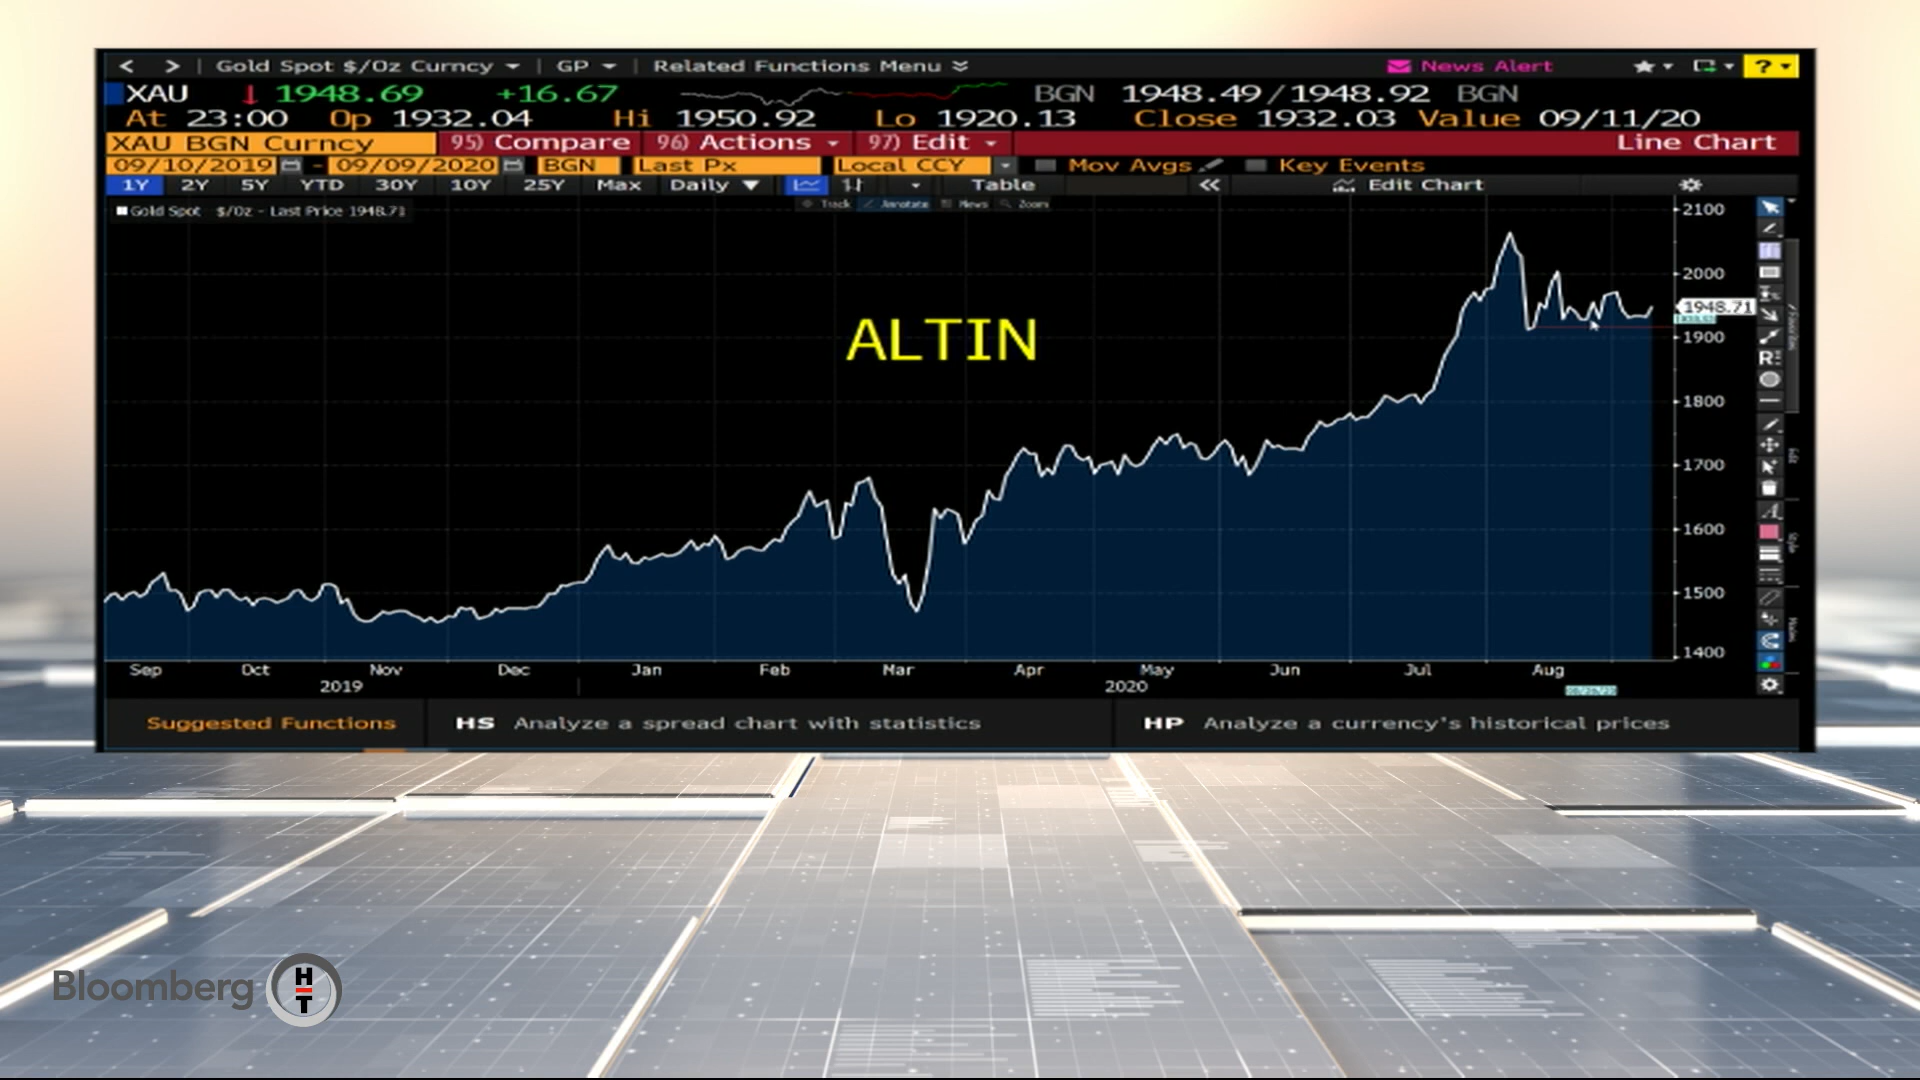 < > | Gold Spot $/Oz Curncy | GP | Related Functions Menu News Alert ?
XAU ↓ 1948.69 +16.67 BGN 1948.49/1948.92 BGN
At 23:00 Op 1932.04 Hi 1950.92 Lo 1920.13 Close 1932.03 Value 09/11/20
XAU BGN Curncy 95) Compare 96) Actions 97) Edit Line Chart
09/10/2019 - 09/09/2020 BGN Last Px Local CCY Mov Avgs Key Events
1Y 2Y 5Y YTD 30Y 10Y 25Y Max Daily Table « Edit Chart
Track Annotate News Zoom
Gold Spot $/Oz - Last Price 1948.71
2100
2000
1948.71
1900
1800
1700
1600
1500
1400
ALTIN
Sep Oct Nov Dec Jan Feb Mar Apr May Jun Jul Aug
2019 2020
Suggested Functions HS Analyze a spread chart with statistics HP Analyze a currency's historical prices
Bloomberg HT